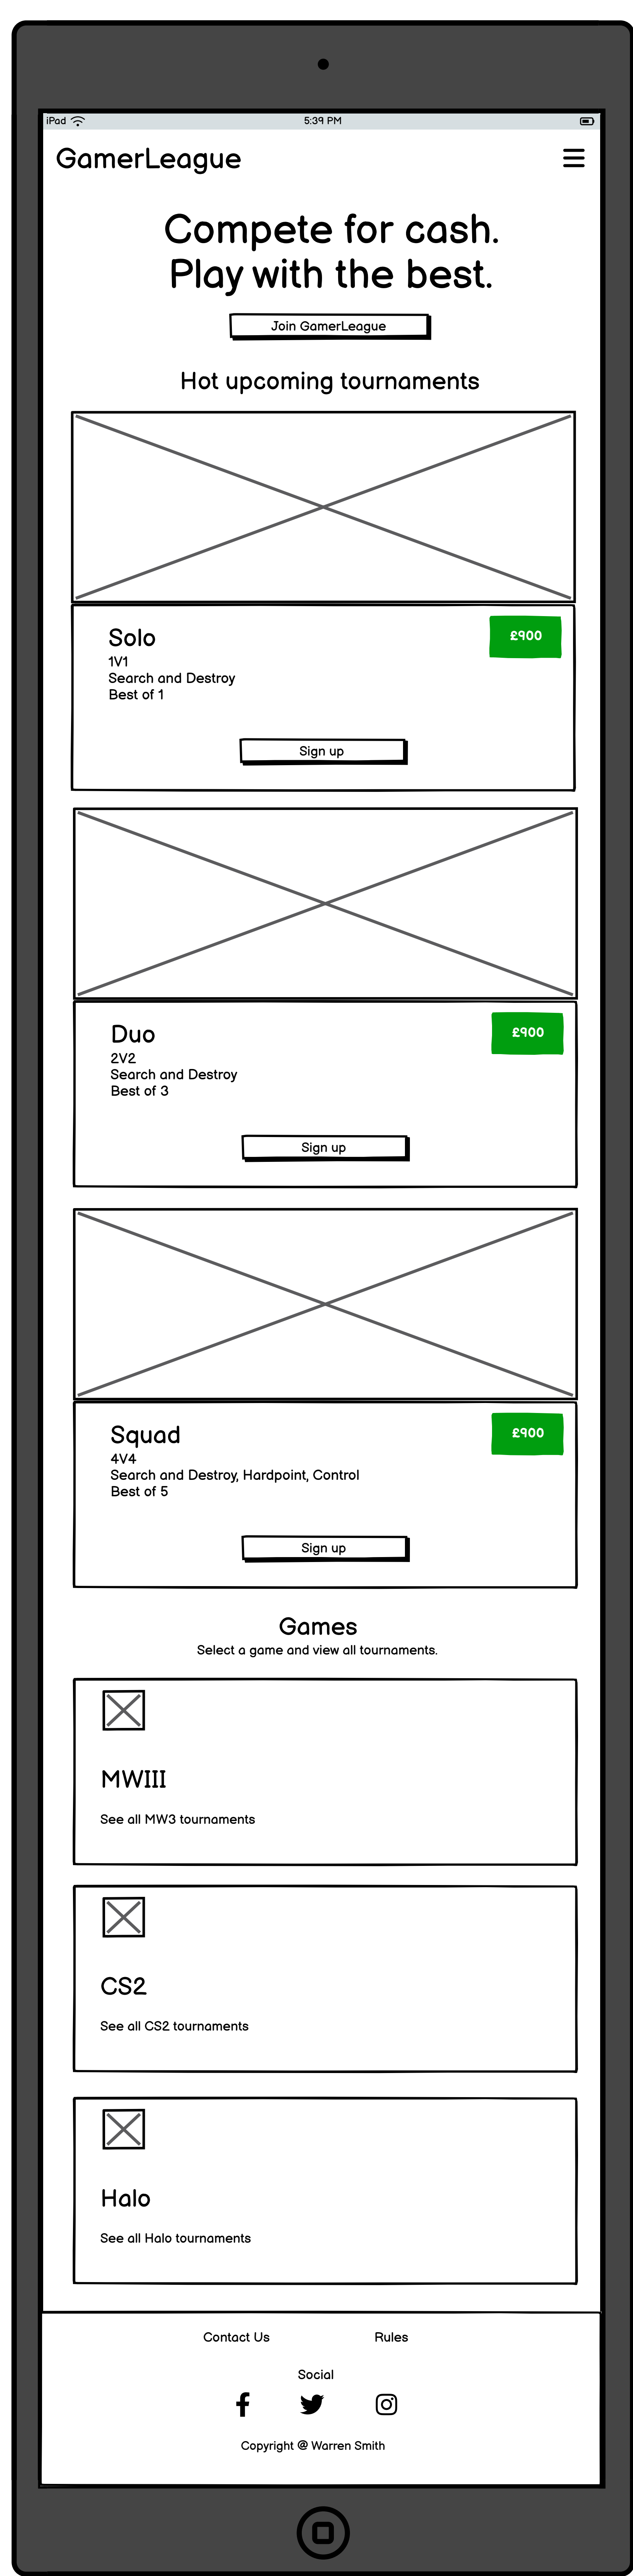 iPad 5:39 PM
GamerLeague
Compete for cash.
Play with the best.
Join GamerLeague
Hot upcoming tournaments
Solo
£900
1V1
Search and Destroy
Best of 1
Sign up
Duo
£900
2V2
Search and Destroy
Best of 3
Sign up
Squad
£900
4V4
Search and Destroy, Hardpoint, Control
Best of 5
Sign up
Games
Select a game and view all tournaments.
MWIII
See all MW3 tournaments
CS2
See all CS2 tournaments
Halo
See all Halo tournaments
Contact Us Rules
Social
Copyright @ Warren Smith